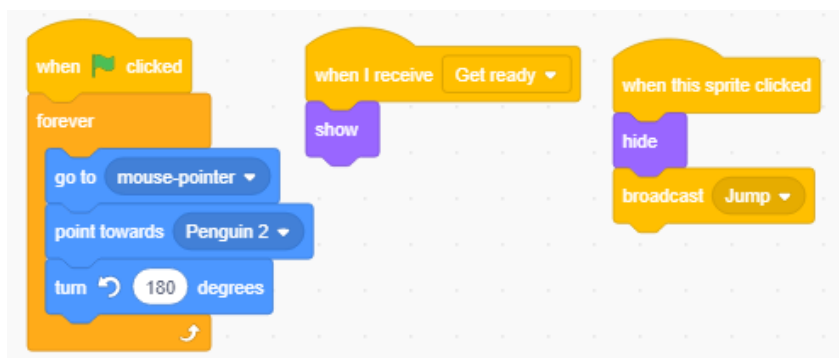 when clicked
forever
go to mouse-pointer
point towards Penguin 2
turn 180 degrees
when I receive Get ready
show
when this sprite clicked
hide
broadcast Jump